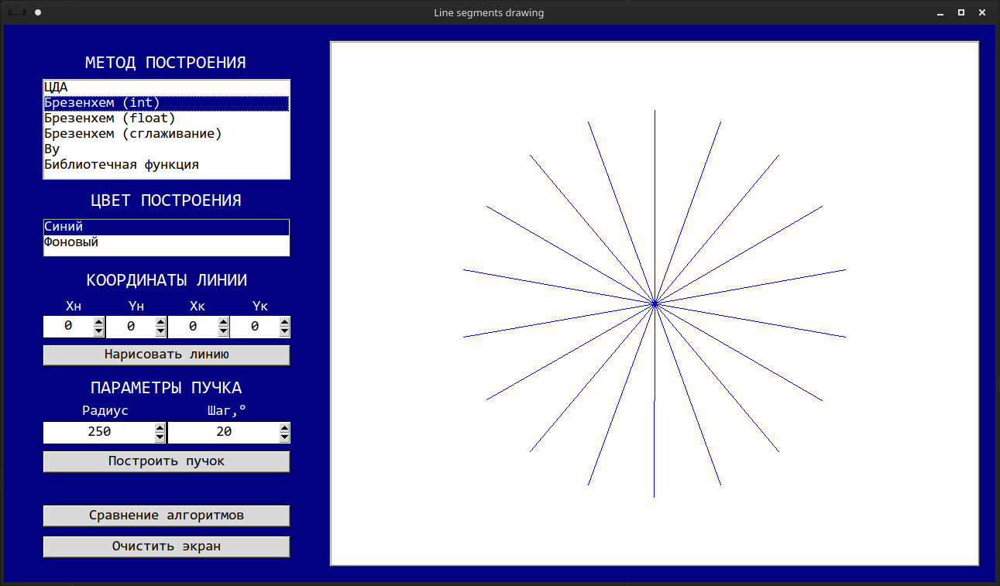 Line segments drawing
МЕТОД ПОСТРОЕНИЯ
ЦДА
Брезенхем (int)
Брезенхем (float)
Брезенхем (сглаживание)
Ву
Библиотечная функция
ЦВЕТ ПОСТРОЕНИЯ
Синий
Фоновый
КООРДИНАТЫ ЛИНИИ
Xн Yн Xк Yк
0 0 0 0
Нарисовать линию
ПАРАМЕТРЫ ПУЧКА
Радиус Шаг,°
250 20
Построить пучок
Сравнение алгоритмов
Очистить экран